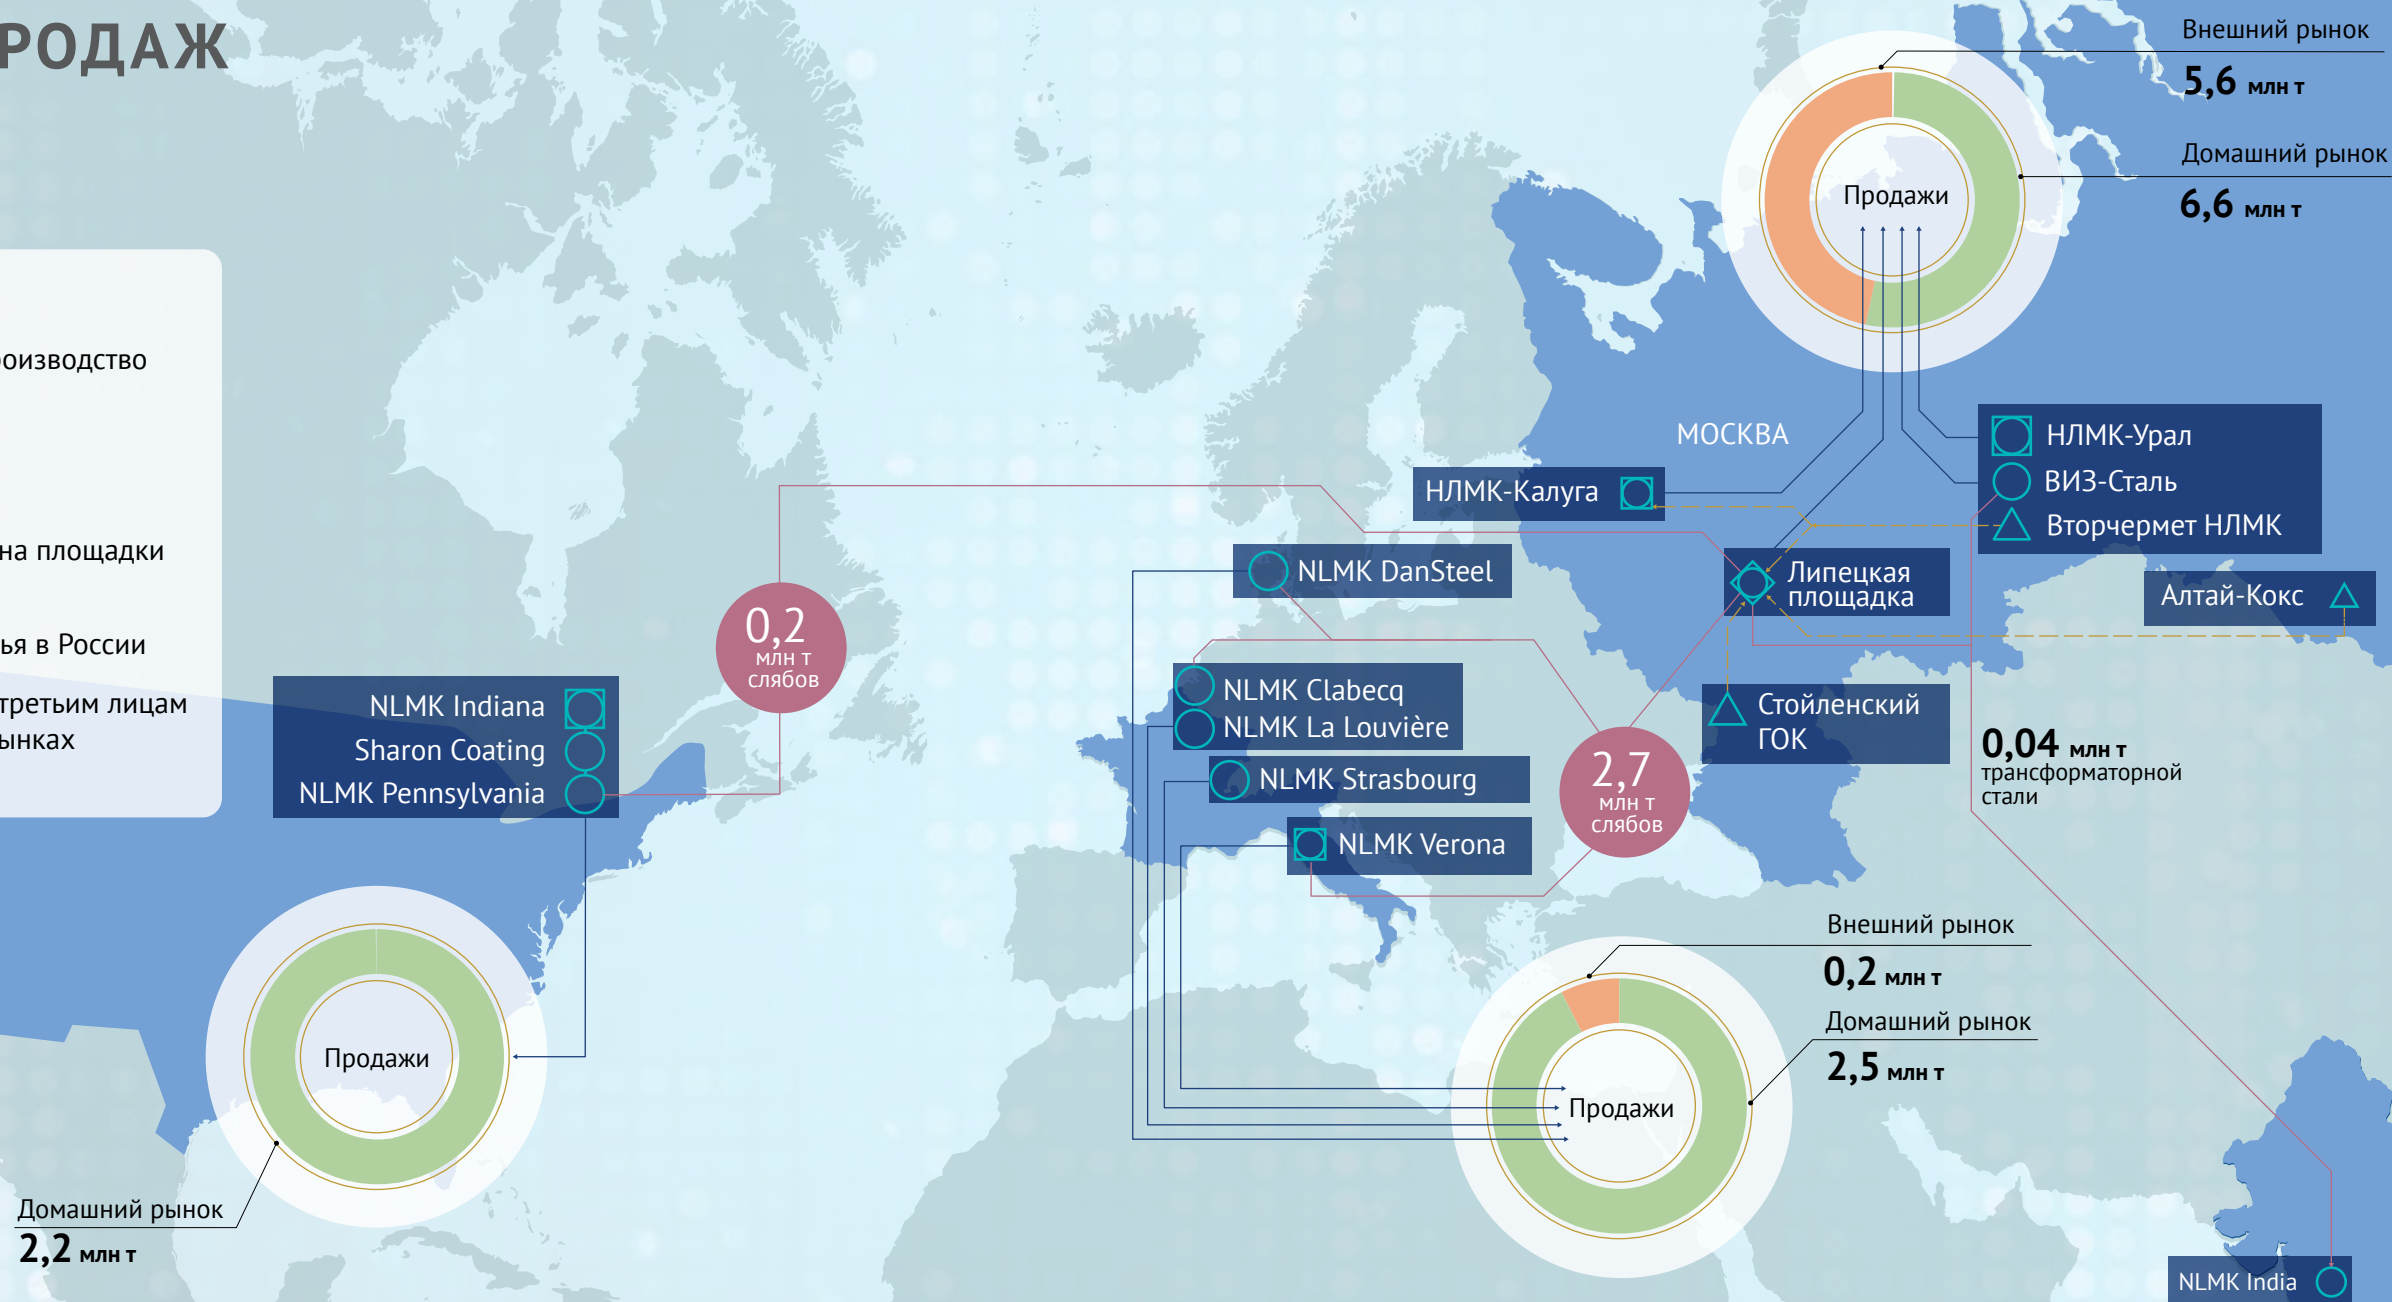 РОДАЖ
оизводство
на площадки
ья в России
третьим лицам
ынках
Внешний рынок
5,6 млн т
Домашний рынок
6,6 млн т
Продажи
МОСКВА
НЛМК-Урал
ВИЗ-Сталь
Вторчермет НЛМК
НЛМК-Калуга
NLMK DanSteel
Липецкая
площадка
Алтай-Кокс
0,2
млн т
слябов
NLMK Indiana
Sharon Coating
NLMK Pennsylvania
NLMK Clabecq
NLMK La Louvière
NLMK Strasbourg
NLMK Verona
2,7
млн т
слябов
Стойленский
ГОК
0,04 млн т
трансформаторной
стали
Внешний рынок
0,2 млн т
Домашний рынок
2,5 млн т
Продажи
Продажи
Домашний рынок
2,2 млн т
NLMK India